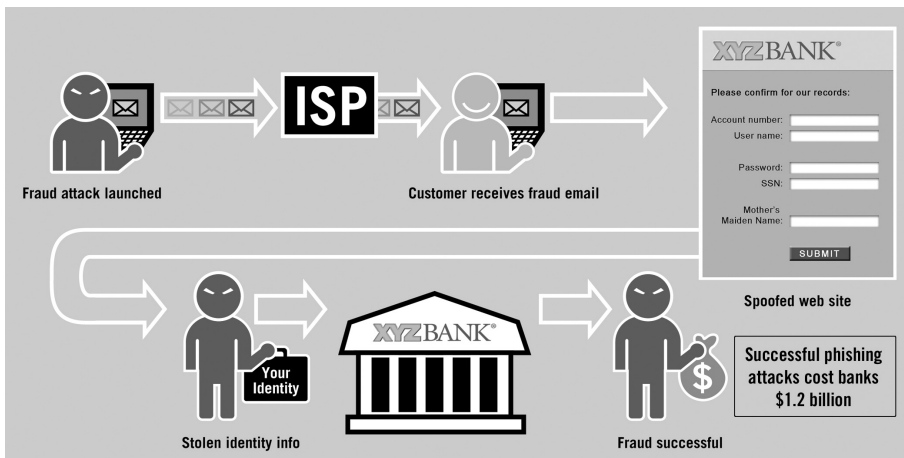 ISP
Fraud attack launched
Customer receives fraud email
XYZBANK®
Please confirm for our records:
Account number:
User name:
Password:
SSN:
Mother's
Maiden Name:
SUBMIT
Spoofed web site
Your
Identity
Stolen identity info
XYZBANK®
$
Fraud successful
Successful phishing
attacks cost banks
$1.2 billion